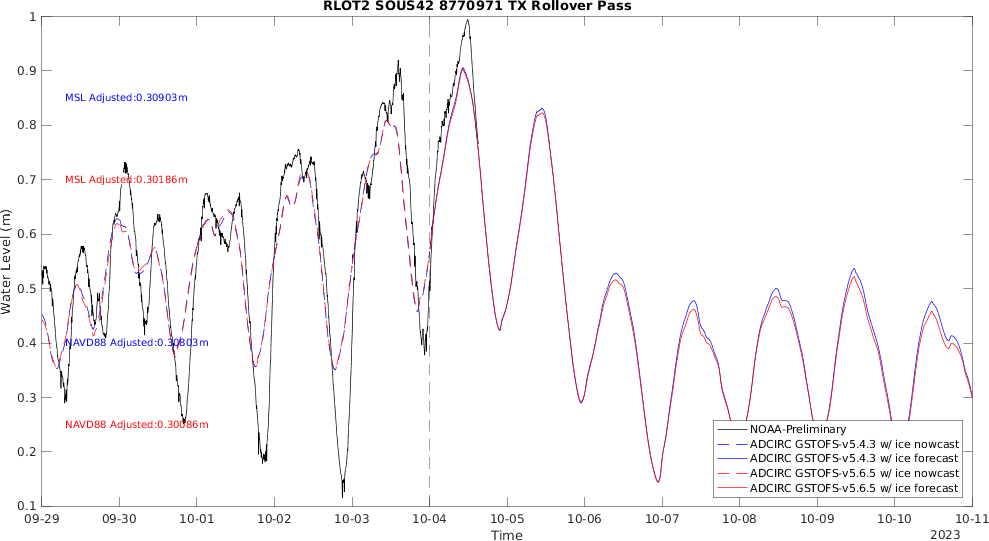 RLOT2 SOUS42 8770971 TX Rollover Pass
1
0.9
0.8
0.7
0.6
0.5
0.4
0.3
0.2
0.1
Water Level (m)
MSL Adjusted:0.30903m
MSL Adjusted:0.30186m
NAVD88 Adjusted:0.30803m
NAVD88 Adjusted:0.30086m
NOAA-Preliminary
ADCIRC GSTOFS-v5.4.3 w/ ice nowcast
ADCIRC GSTOFS-v5.4.3 w/ ice forecast
ADCIRC GSTOFS-v5.6.5 w/ ice nowcast
ADCIRC GSTOFS-v5.6.5 w/ ice forecast
09-29 09-30 10-01 10-02 10-03 10-04 10-05 10-06 10-07 10-08 10-09 10-10 10-11
Time
2023